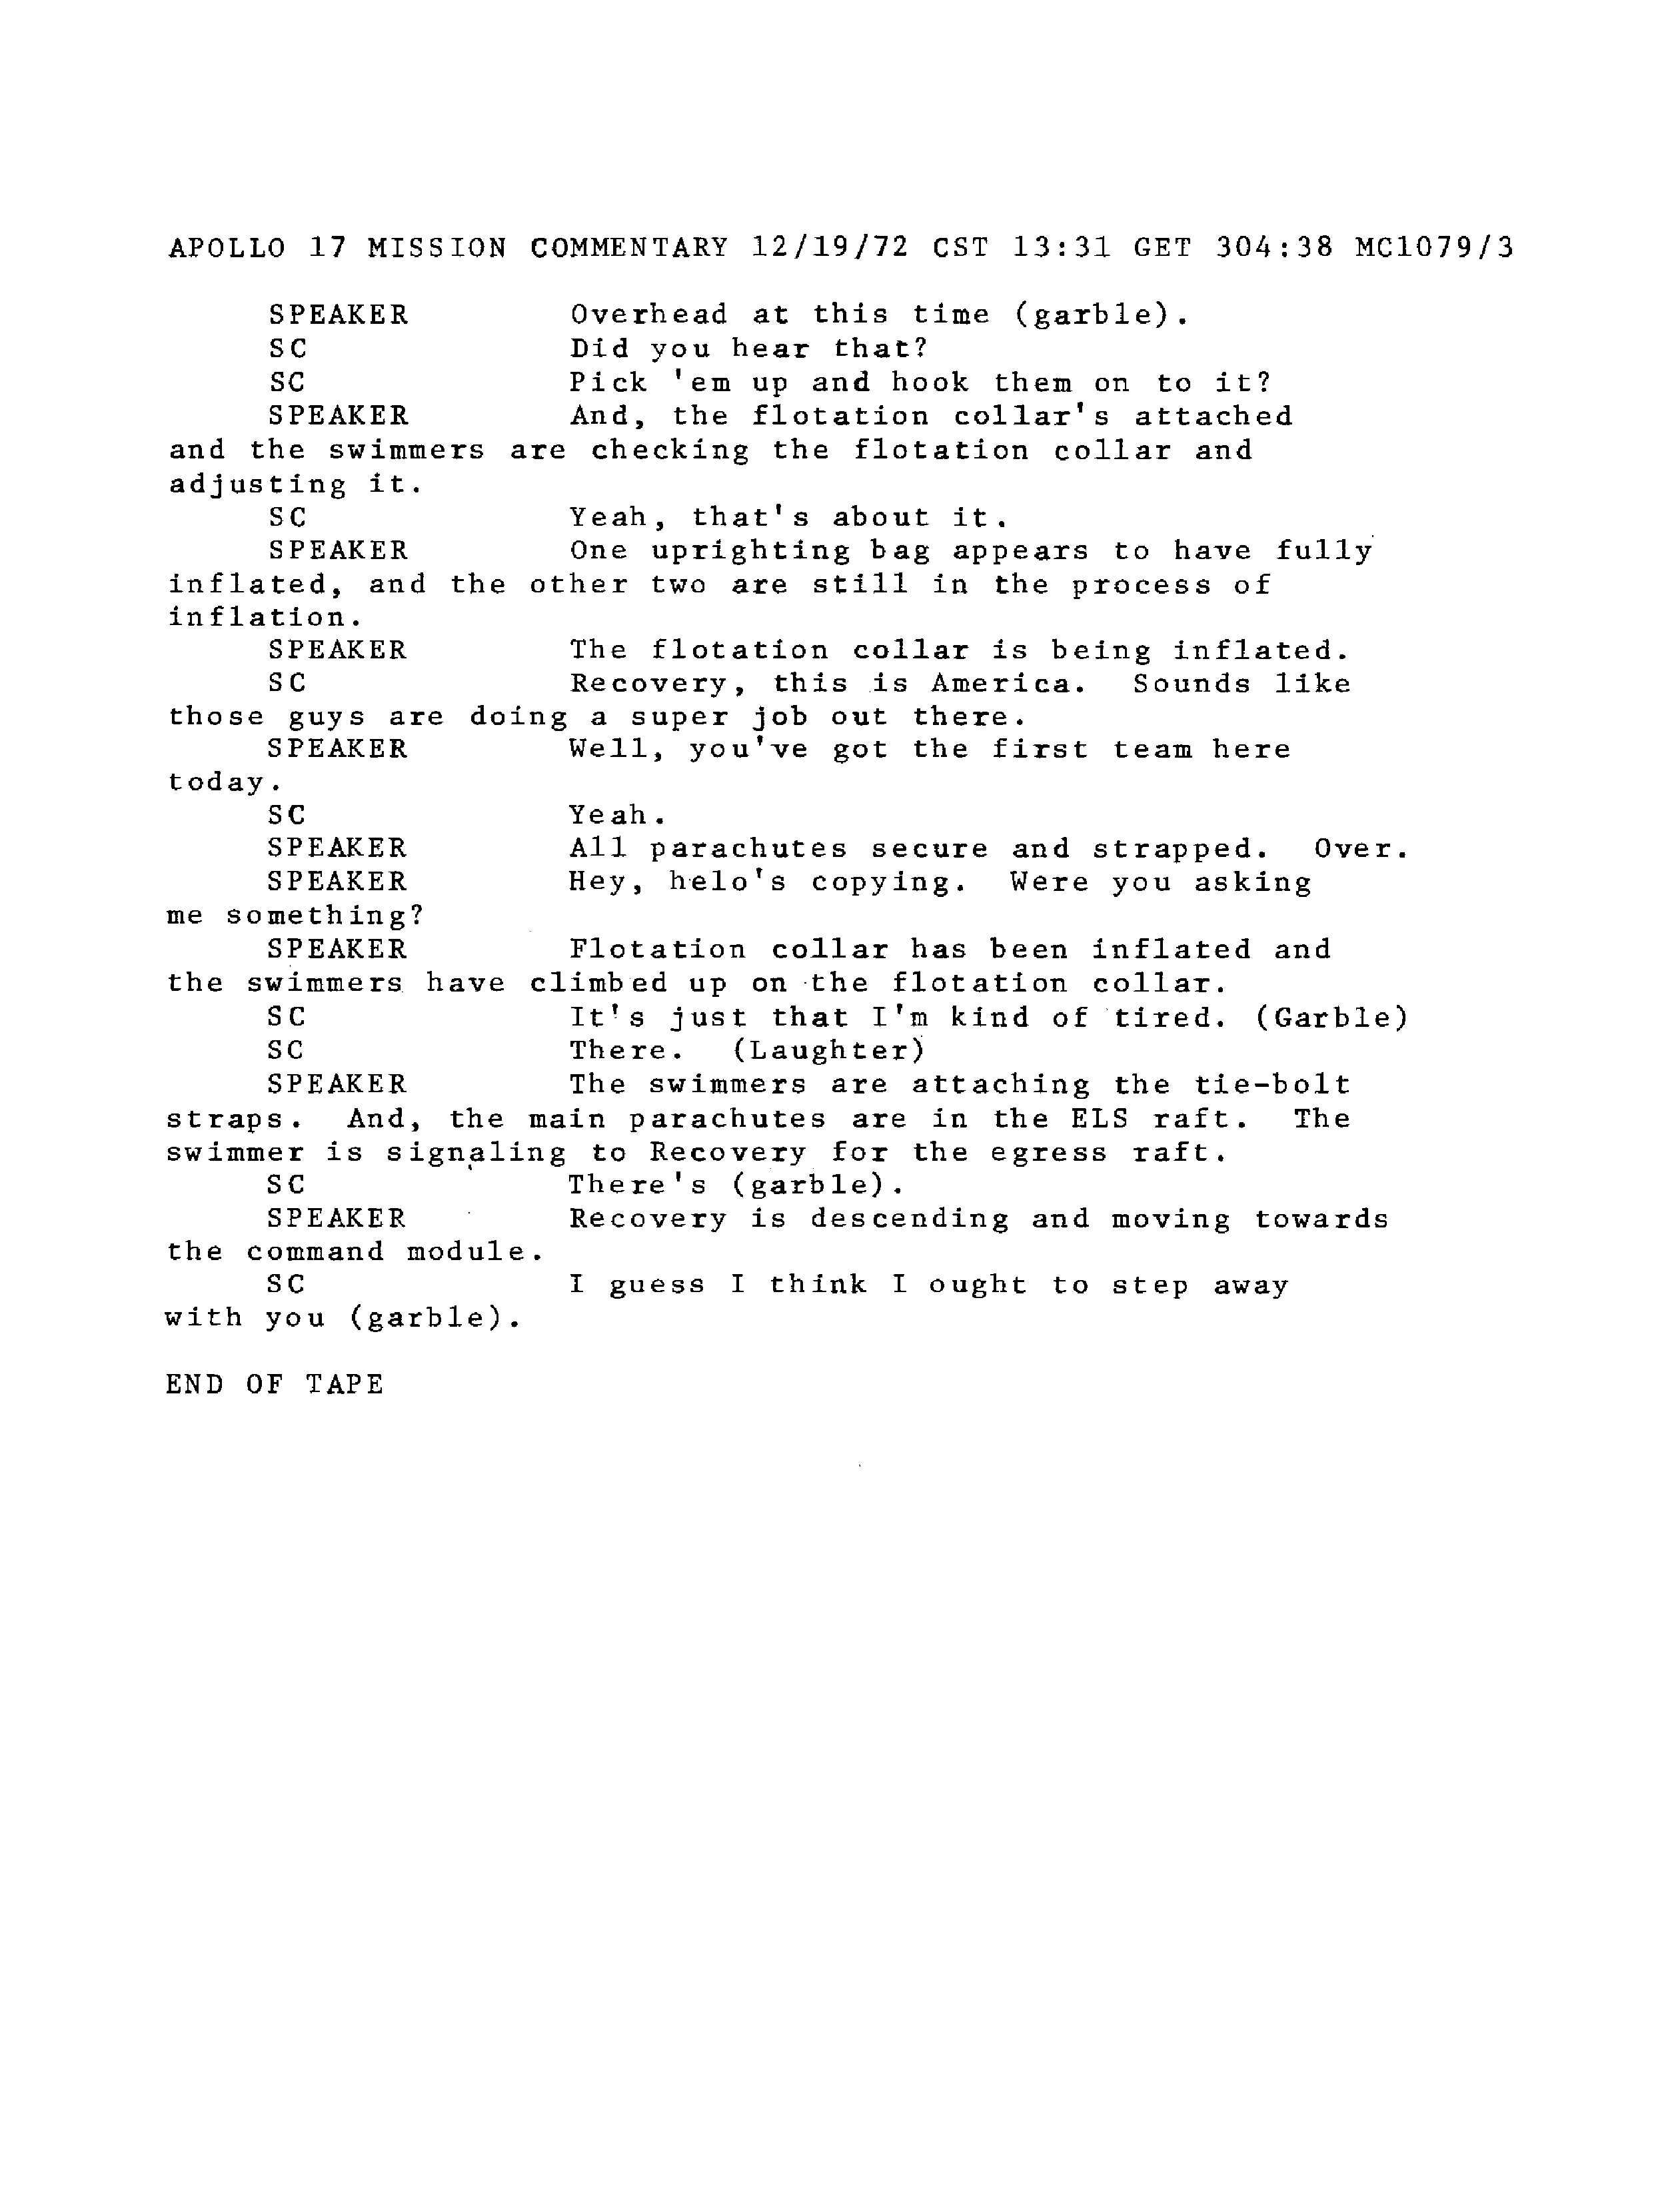 APOLLO 17 MISSION COMMENTARY 12/19/72 CST 13:31 GET 304:38 MC1079/3
SPEAKER Overhead at this time (garble).
SC Did you hear that?
SC Pick 'em up and hook them on to it?
SPEAKER And, the flotation collar's attached
and the swimmers are checking the flotation collar and
adjusting it.
SC Yeah, that's about it.
SPEAKER One uprighting bag appears to have fully
inflated, and the other two are still in the process of
inflation.
SPEAKER The flotation collar is being inflated.
SC Recovery, this is America. Sounds like
those guys are doing a super job out there.
SPEAKER Well, you've got the first team here
today.
SC Yeah.
SPEAKER All parachutes secure and strapped. Over.
SPEAKER Hey, helo's copying. Were you asking
me something?
SPEAKER Flotation collar has been inflated and
the swimmers have climbed up on the flotation collar.
SC It's just that I'm kind of tired. (Garble)
SC There. (Laughter)
SPEAKER The swimmers are attaching the tie-bolt
straps. And, the main parachutes are in the ELS raft. The
swimmer is signaling to Recovery for the egress raft.
SC There's (garble).
SPEAKER Recovery is descending and moving towards
the command module.
SC I guess I think I ought to step away
with you (garble).
END OF TAPE